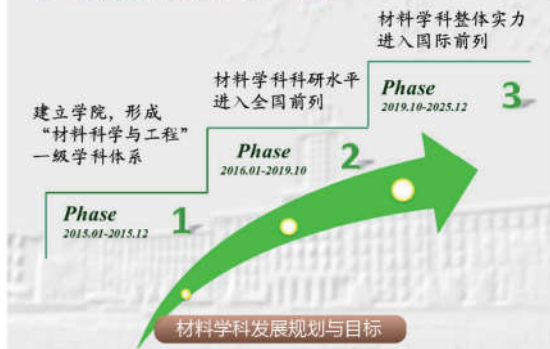 材料学科整体实力
进入国际前列
Phase
2019.10-2025.12
3
材料学科科研水平
进入全国前列
Phase
2016.01-2019.10
2
建立学院，形成
“材料科学与工程”
一级学科体系
Phase
2015.01-2015.12
1
材料学科发展规划与目标